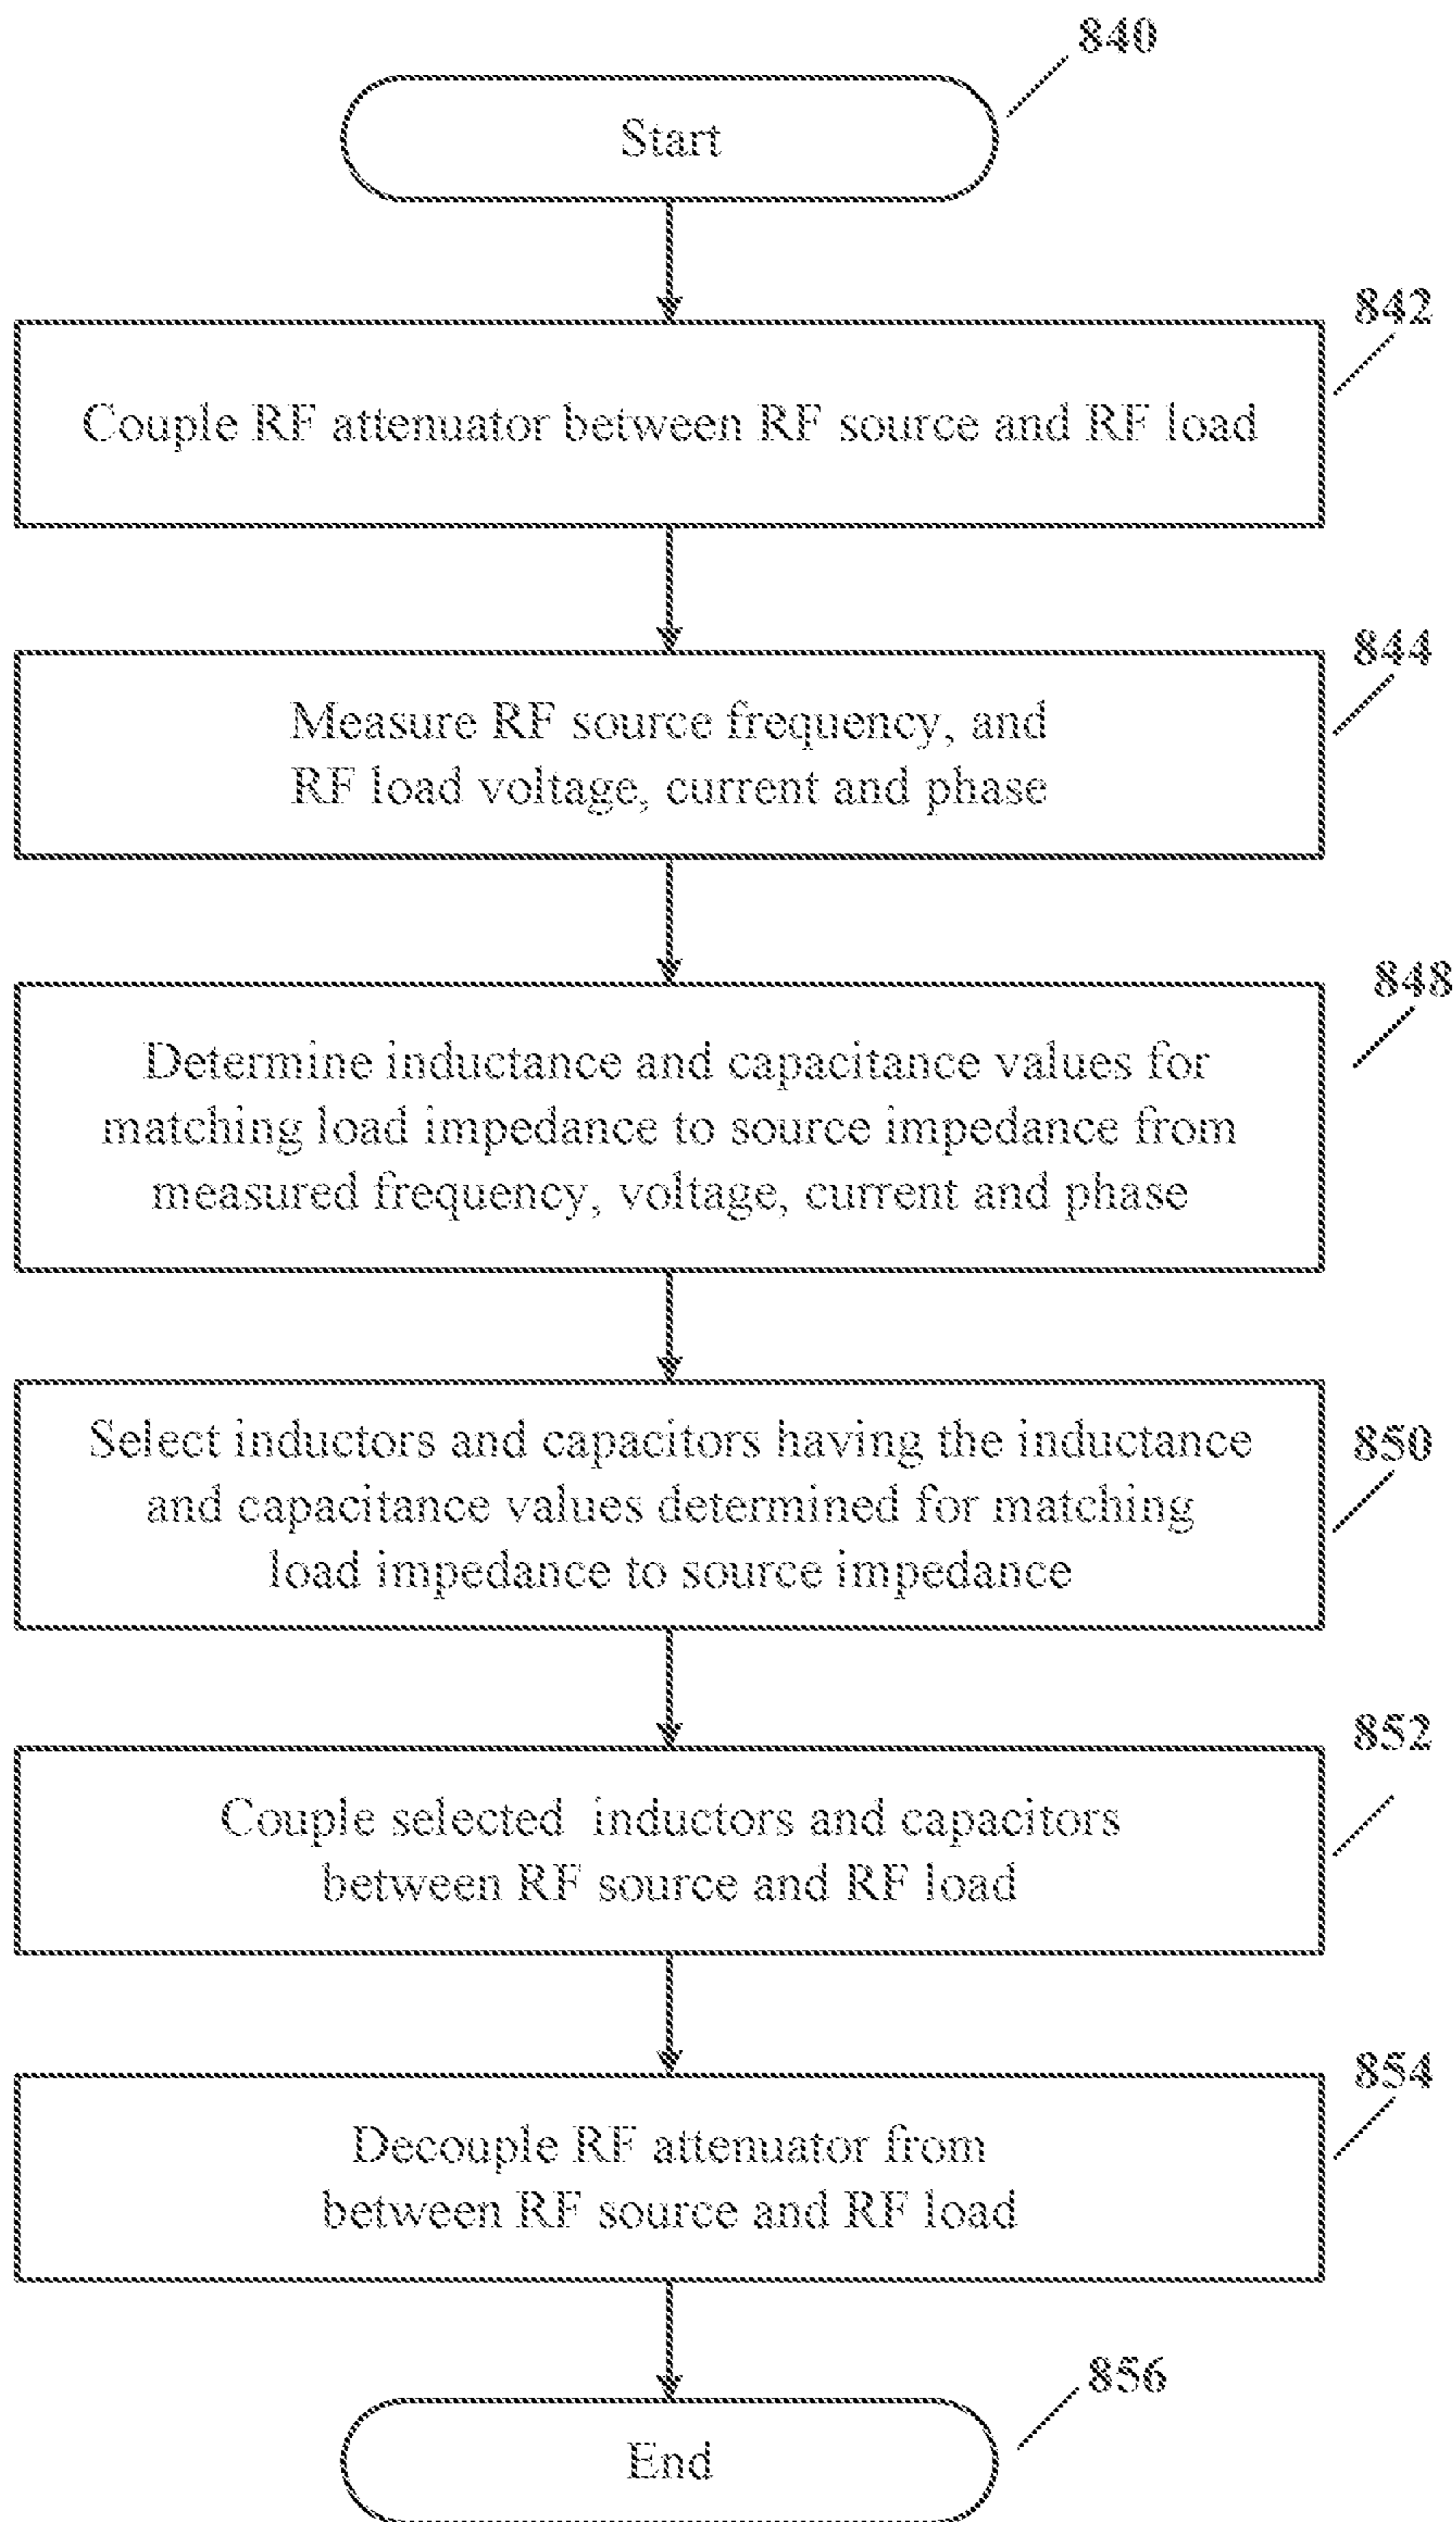 840
Start
842
Couple RF attenuator between RF source and RF load
844
Measure RF source frequency, and
RF load voltage, current and phase
848
Determine inductance and capacitance values for
matching load impedance to source impedance from
measured frequency, voltage, current and phase
850
Select inductors and capacitors having the inductance
and capacitance values determined for matching
load impedance to source impedance
852
Couple selected inductors and capacitors
between RF source and RF load
854
Decouple RF attenuator from
between RF source and RF load
856
End